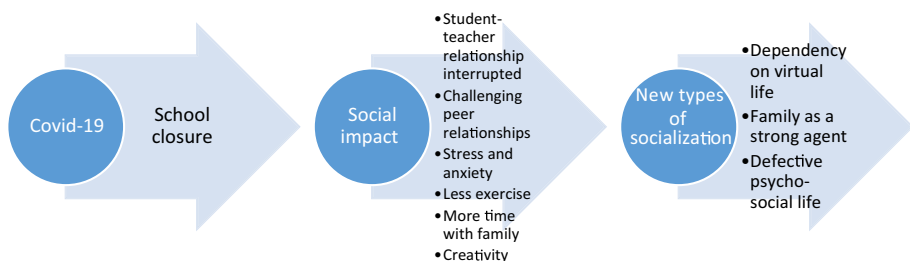 Covid-19
School
closure
Social
impact
•Student-
teacher
relationship
interrupted
•Challenging
peer
relationships
•Stress and
anxiety
•Less exercise
•More time
with family
•Creativity
New types
of
socialization
•Dependency
on virtual
life
•Family as a
strong agent
•Defective
psycho-
social life